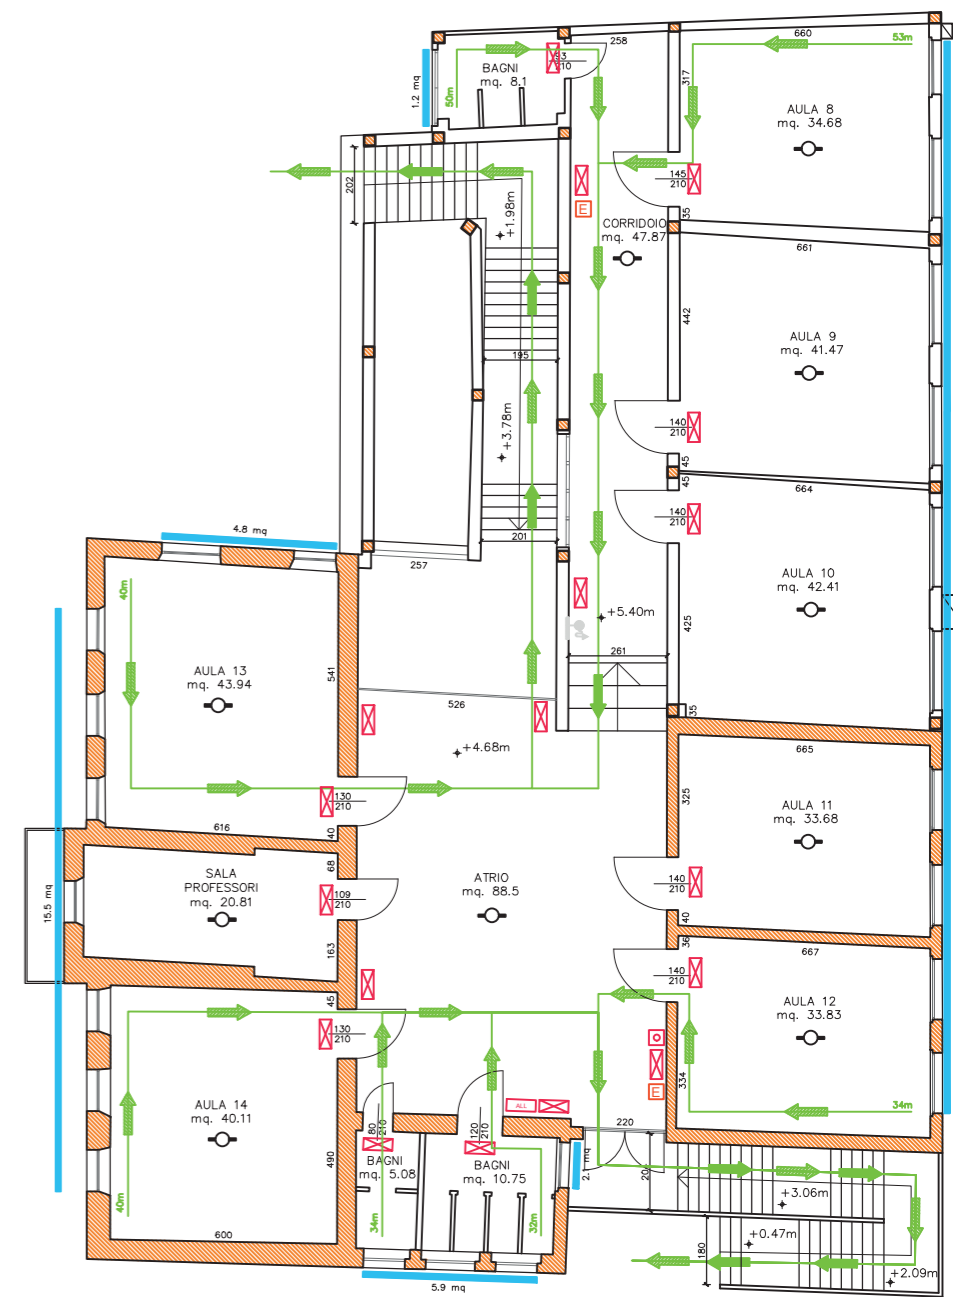 258
660
53m
93
210
BAGNI
mq. 8.1
1.2 mq
50m
317
AULA 8
mq. 34.68
145
210
35
202
+1.98m
E
CORRIDOIO
mq. 47.87
661
442
AULA 9
mq. 41.47
195
+3.78m
140
210
45
45
664
140
210
4.8 mq
201
257
AULA 10
mq. 42.41
40m
+5.40m
425
261
AULA 13
mq. 43.94
541
526
35
+4.68m
665
325
AULA 11
mq. 33.68
130
210
616
40
68
SALA
PROFESSORI
mq. 20.81
109
210
ATRIO
mq. 88.5
140
210
40
15.5 mq
163
36
667
140
210
45
AULA 12
mq. 33.83
130
210
334
E
ALL
34m
AULA 14
mq. 40.11
80
210
120
210
220
490
BAGNI
mq. 5.08
BAGNI
mq. 10.75
40m
34m
32m
+3.06m
600
+0.47m
180
+2.09m
5.9 mq